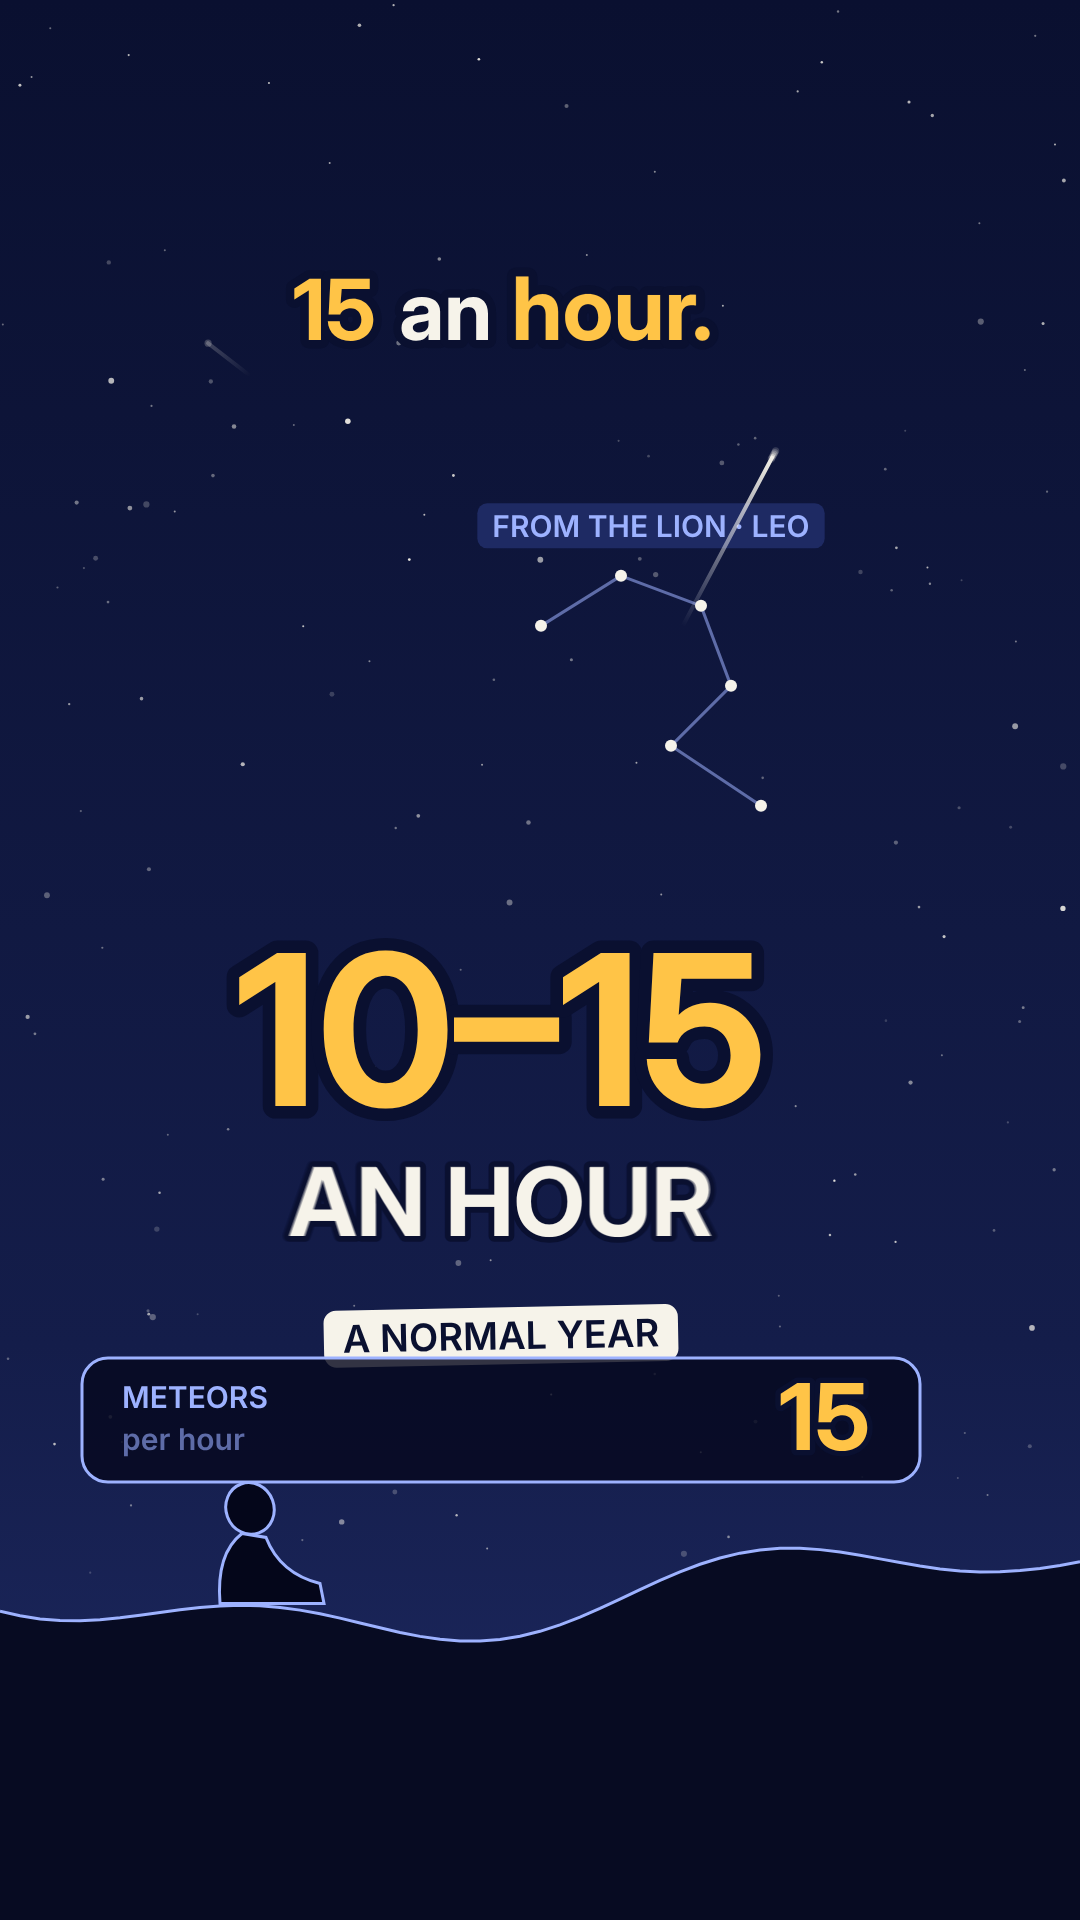 15 an hour.
FROM THE LION · LEO
10–15
AN HOUR
A NORMAL YEAR
METEORS
per hour
15